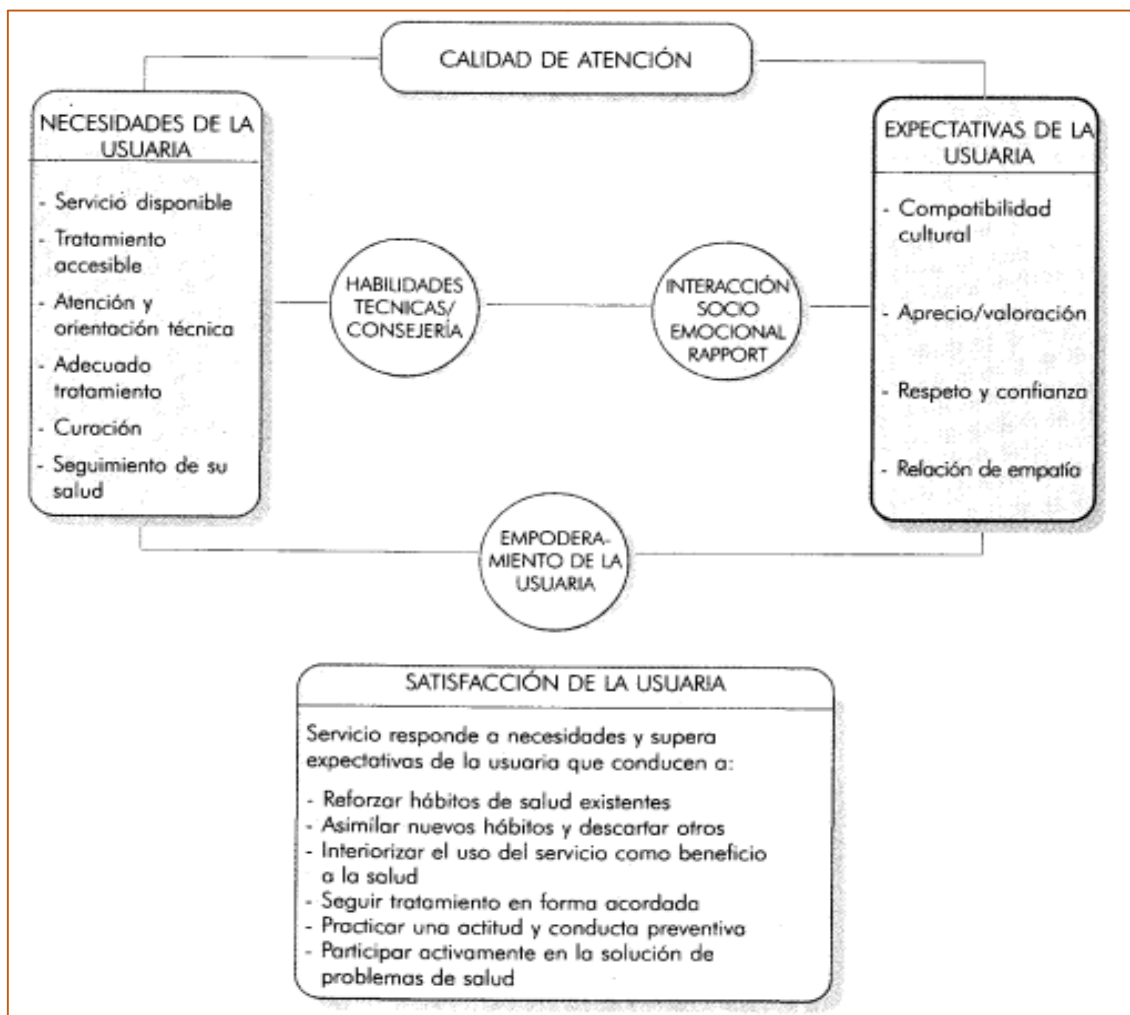 CALIDAD DE ATENCIÓN
NECESIDADES DE LA
USUARIA
- Servicio disponible
- Tratamiento
accesible
- Atención y
orientación técnica
- Adecuado
tratamiento
- Curación
- Seguimiento de su
salud
HABILIDADES
TECNICAS/
CONSEJERÍA
INTERACCIÓN
SOCIO
EMOCIONAL
RAPPORT
EXPECTATIVAS DE LA
USUARIA
- Compatibilidad
cultural
- Aprecio/valoración
- Respeto y confianza
- Relación de empatía
EMPODERA-
MIENTO DE LA
USUARIA
SATISFACCIÓN DE LA USUARIA
Servicio responde a necesidades y supera
expectativas de la usuaria que conducen a:
- Reforzar hábitos de salud existentes
- Asimilar nuevos hábitos y descartar otros
- Interiorizar el uso del servicio como beneficio
a la salud
- Seguir tratamiento en forma acordada
- Practicar una actitud y conducta preventiva
- Participar activamente en la solución de
problemas de salud